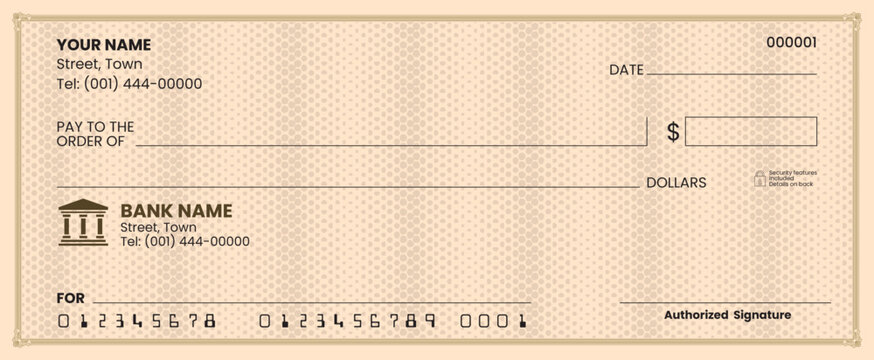 YOUR NAME
000001
Street, Town
DATE
Tel: (001) 444-00000
PAY TO THE
ORDER OF
$
DOLLARS
Security features
included
Details on back
BANK NAME
Street, Town
Tel: (001) 444-00000
FOR
012345678 0123456789 0001
Authorized Signature